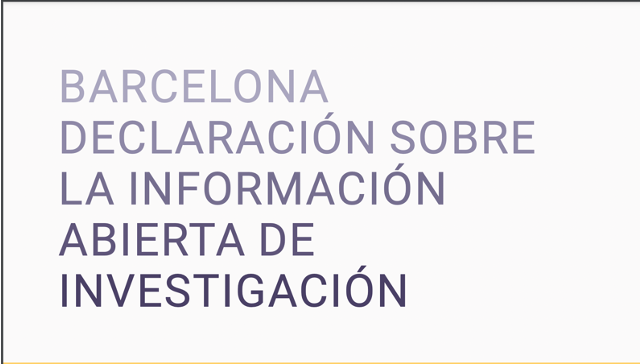 BARCELONA
DECLARACIÓN SOBRE
LA INFORMACIÓN
ABIERTA DE
INVESTIGACIÓN